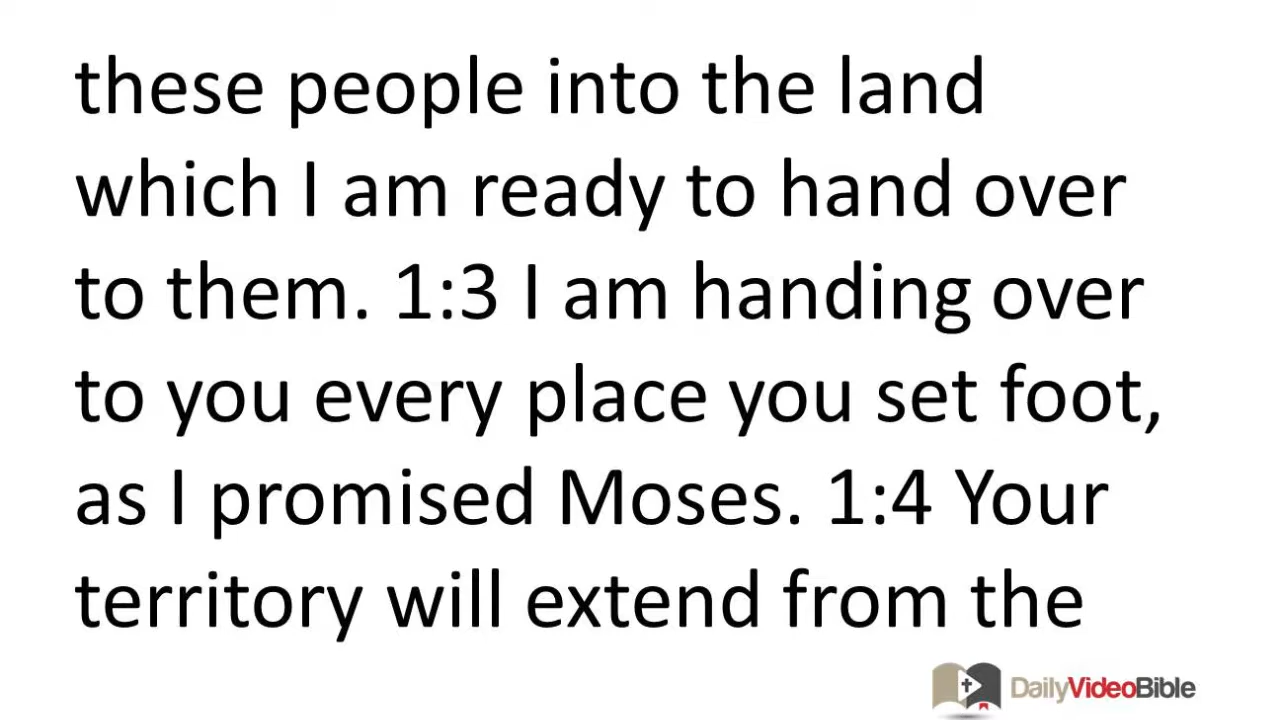 these people into the land
which I am ready to hand over
to them. 1:3 I am handing over
to you every place you set foot,
as I promised Moses. 1:4 Your
territory will extend from the
DailyVideoBible